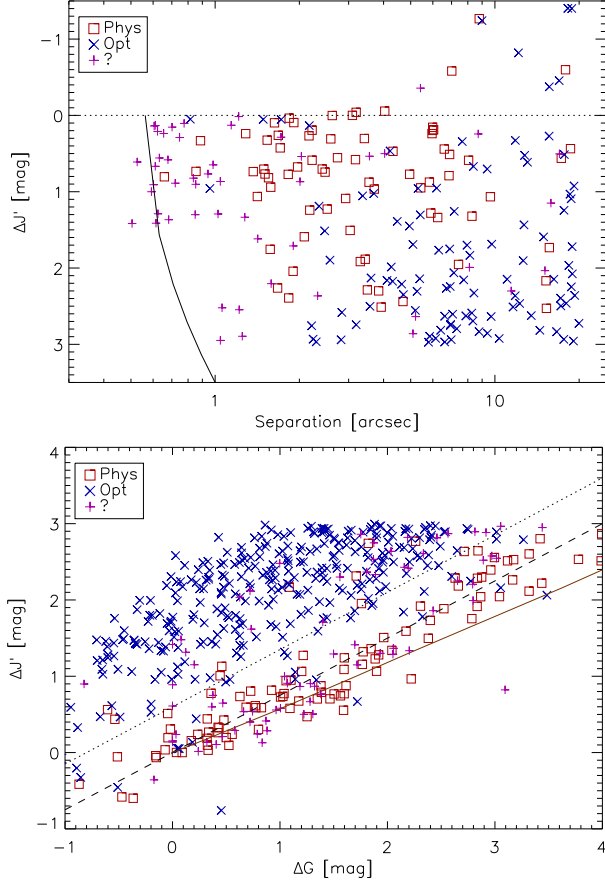 -1
0
1
2
3
ΔJ' [mag]
Phys
Opt
?
1
10
Separation [arcsec]
4
3
2
1
0
-1
ΔJ' [mag]
Phys
Opt
?
-1
0
1
2
3
4
ΔG [mag]